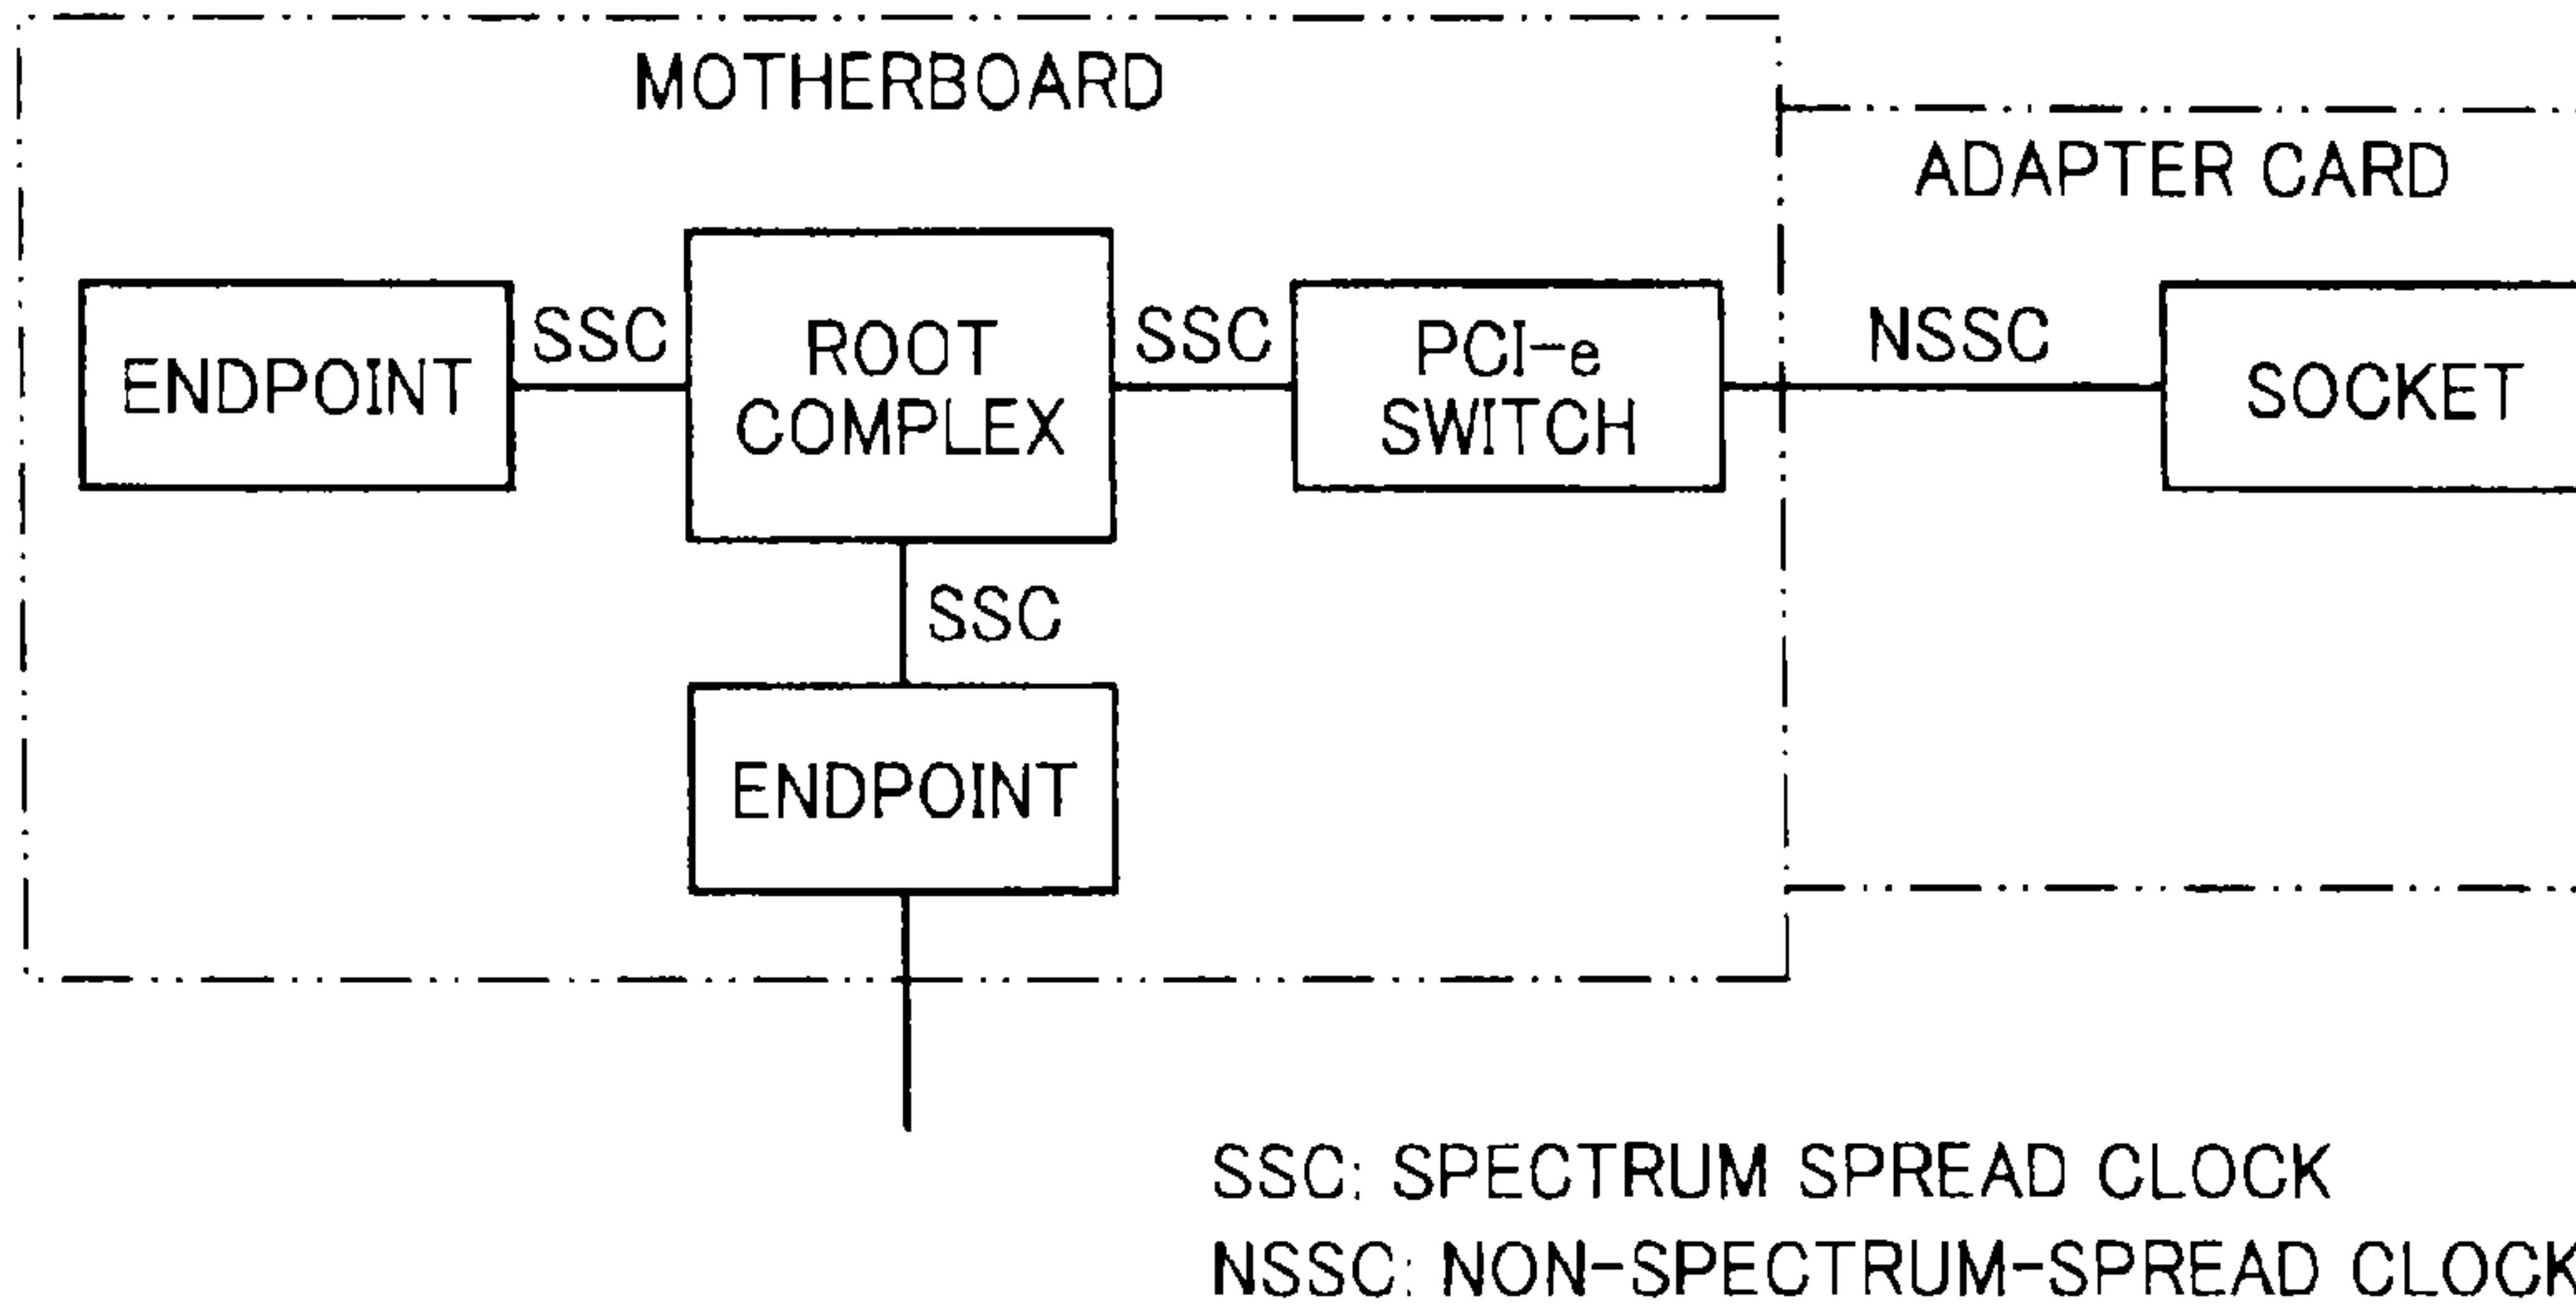 MOTHERBOARD
ADAPTER CARD
ENDPOINT
SSC
ROOT
COMPLEX
SSC
PCI-e
SWITCH
NSSC
SOCKET
SSC
ENDPOINT
SSC: SPECTRUM SPREAD CLOCK
NSSC: NON-SPECTRUM-SPREAD CLOCK